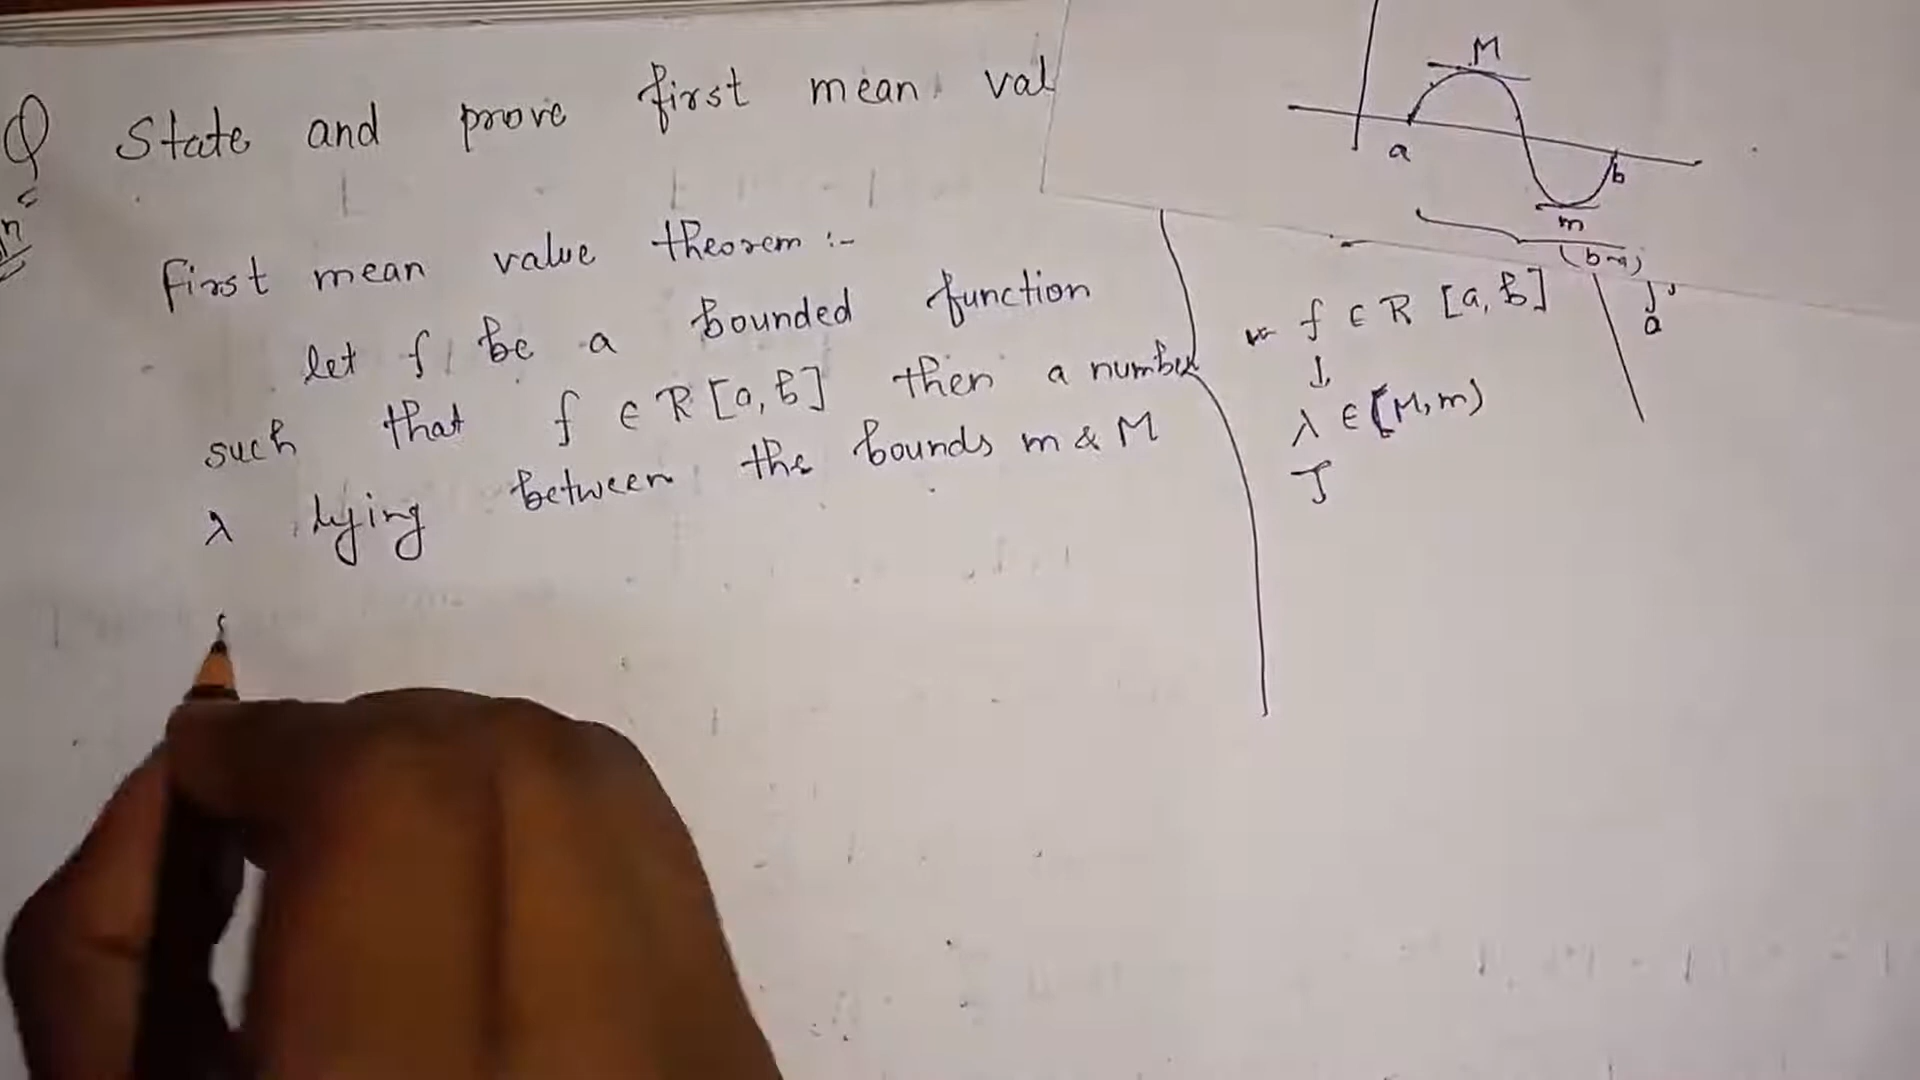 Q State and prove first mean val
first mean value theorem :-
let f be a bounded function
such that f ∈ R [a, b] then a number
λ lying between the bounds m & M
M
a
b
m
(b-a)
f ∈ R [a, b]
↓
λ ∈ [M, m)
a